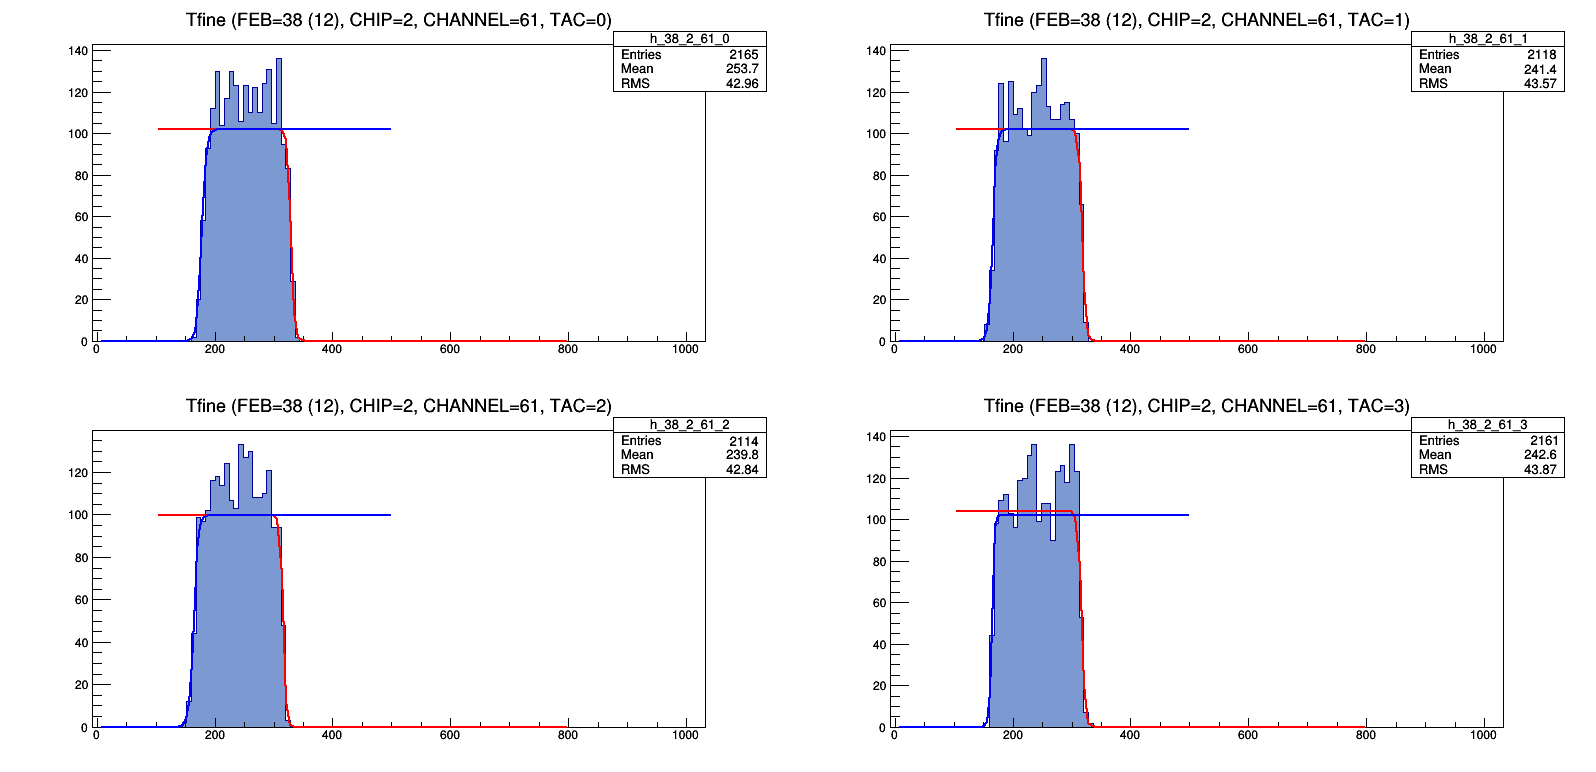 Tfine (FEB=38 (12), CHIP=2, CHANNEL=61, TAC=0)
h_38_2_61_0
Entries 2165
Mean 253.7
RMS 42.96
140
120
100
80
60
40
20
0
0 200 400 600 800 1000
Tfine (FEB=38 (12), CHIP=2, CHANNEL=61, TAC=1)
h_38_2_61_1
Entries 2118
Mean 241.4
RMS 43.57
140
120
100
80
60
40
20
0
0 200 400 600 800 1000
Tfine (FEB=38 (12), CHIP=2, CHANNEL=61, TAC=2)
h_38_2_61_2
Entries 2114
Mean 239.8
RMS 42.84
120
100
80
60
40
20
0
0 200 400 600 800 1000
Tfine (FEB=38 (12), CHIP=2, CHANNEL=61, TAC=3)
h_38_2_61_3
Entries 2161
Mean 242.6
RMS 43.87
140
120
100
80
60
40
20
0
0 200 400 600 800 1000